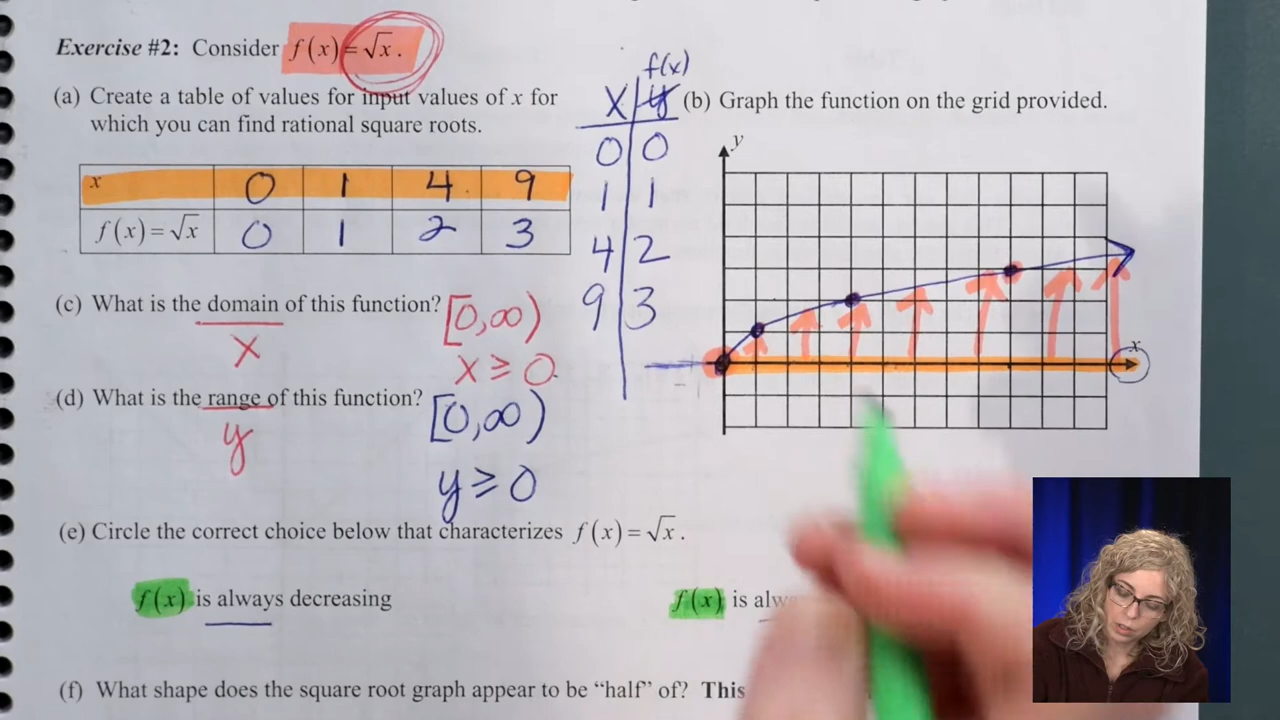 Exercise #2: Consider f(x)=√x.
(a) Create a table of values for input values of x for
which you can find rational square roots.
x 0 1 4 9
f(x)=√x 0 1 2 3
f(x)
x y
0 0
1 1
4 2
9 3
(b) Graph the function on the grid provided.
y
x
(c) What is the domain of this function? [0,∞)
x x ≥ 0
(d) What is the range of this function? [0,∞)
y y ≥ 0
(e) Circle the correct choice below that characterizes f(x)=√x.
f(x) is always decreasing
f(x) is
(f) What shape does the square root graph appear to be “half” of? This